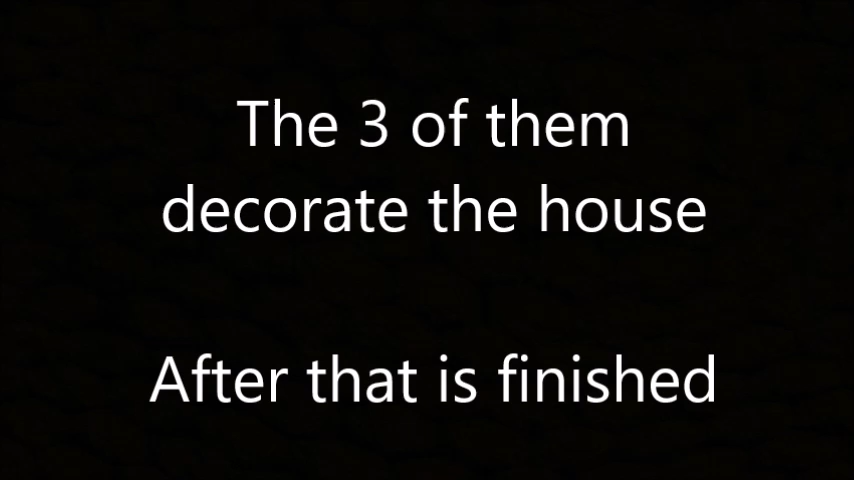 The 3 of them
decorate the house
After that is finished